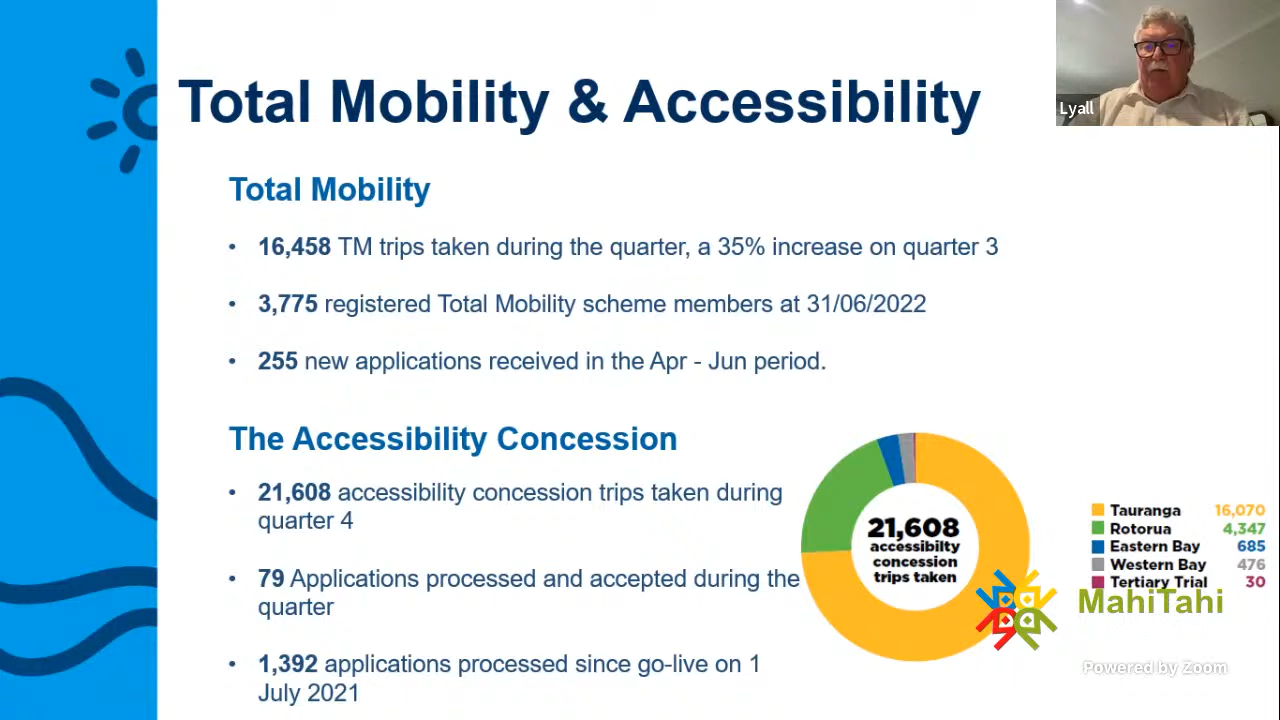 Total Mobility & Accessibility
Lyall
Total Mobility
• 16,458 TM trips taken during the quarter, a 35% increase on quarter 3
• 3,775 registered Total Mobility scheme members at 31/06/2022
• 255 new applications received in the Apr - Jun period.
The Accessibility Concession
• 21,608 accessibility concession trips taken during
quarter 4
• 79 Applications processed and accepted during the
quarter
• 1,392 applications processed since go-live on 1
July 2021
21,608
accessibilty
concession
trips taken
Tauranga 16,070
Rotorua 4,347
Eastern Bay 685
Western Bay 476
Tertiary Trial 30
MahiTahi
Powered by Zoom